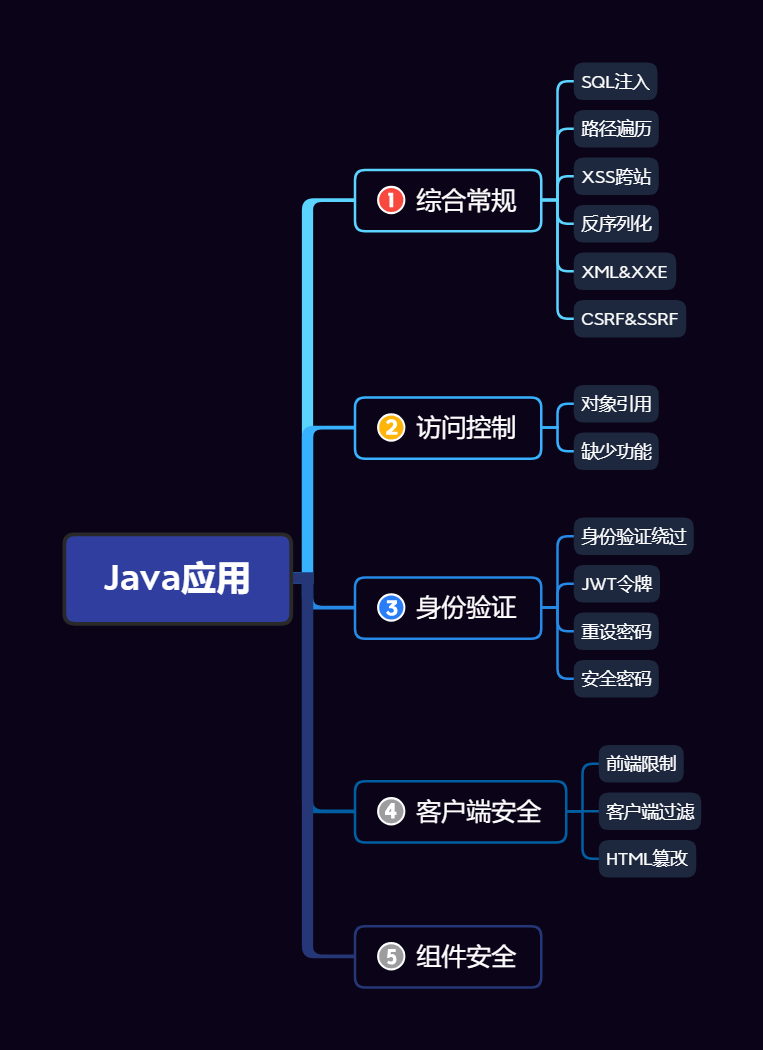 Java应用
1 综合常规
SQL注入
路径遍历
XSS跨站
反序列化
XML&XXE
CSRF&SSRF
2 访问控制
对象引用
缺少功能
3 身份验证
身份验证绕过
JWT令牌
重设密码
安全密码
4 客户端安全
前端限制
客户端过滤
HTML篡改
5 组件安全